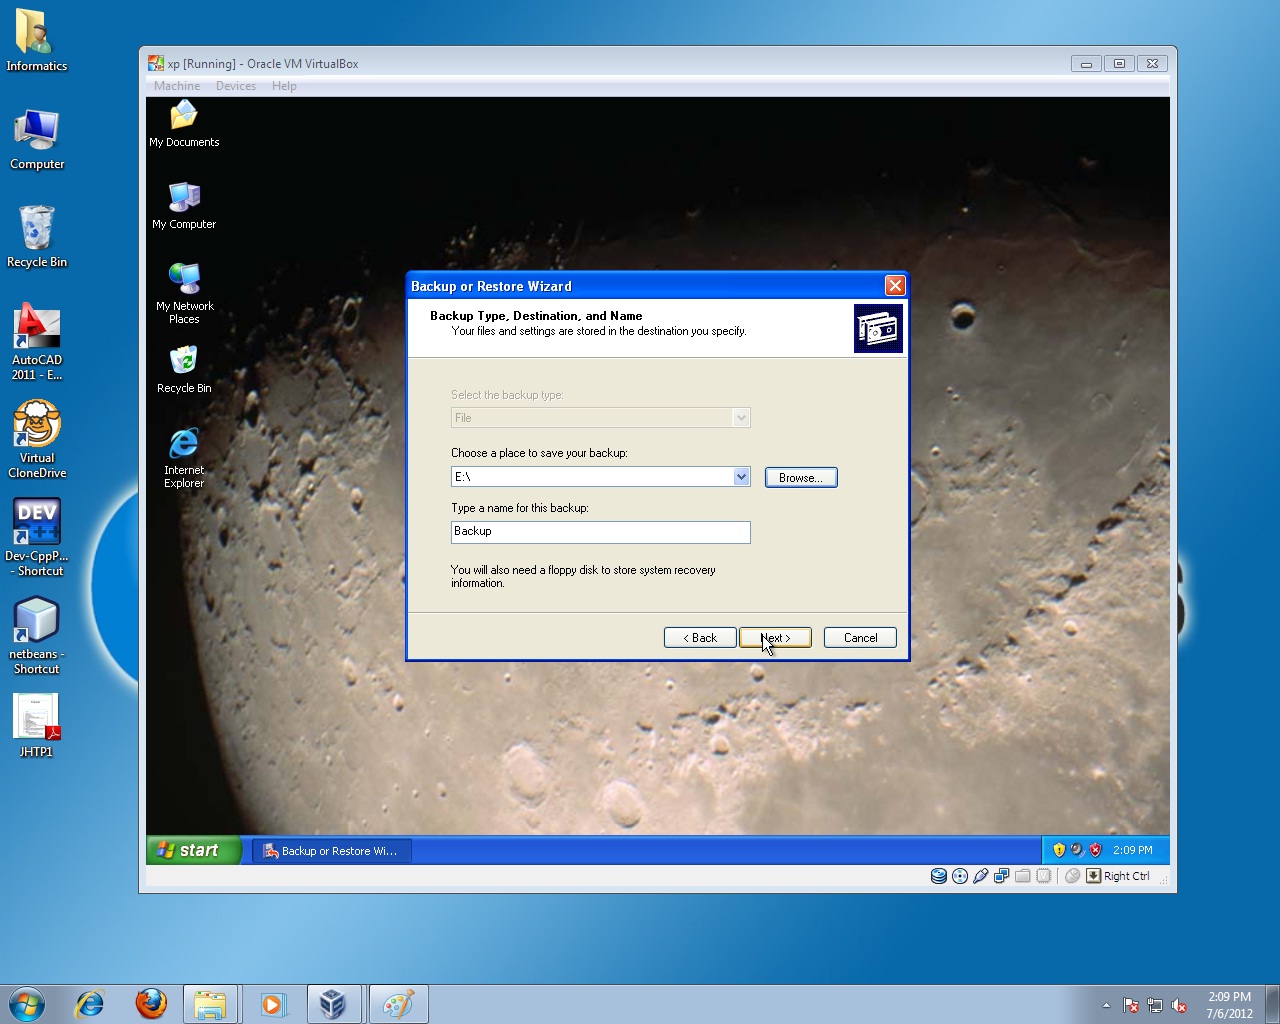 Informatics
Computer
Recycle Bin
AutoCAD
2011 - E...
Virtual
CloneDrive
DEV
Dev-CppP...
- Shortcut
netbeans -
Shortcut
JHTP1
xp [Running] - Oracle VM VirtualBox
Machine Devices Help
My Documents
My Computer
My Network
Places
Recycle Bin
Internet
Explorer
Backup or Restore Wizard
Backup Type, Destination, and Name
Your files and settings are stored in the destination you specify.
Select the backup type:
File
Choose a place to save your backup:
E:\
Browse...
Type a name for this backup:
Backup
You will also need a floppy disk to store system recovery
information.
< Back Next > Cancel
start Backup or Restore Wi... 2:09 PM
Right Ctrl
2:09 PM
7/6/2012